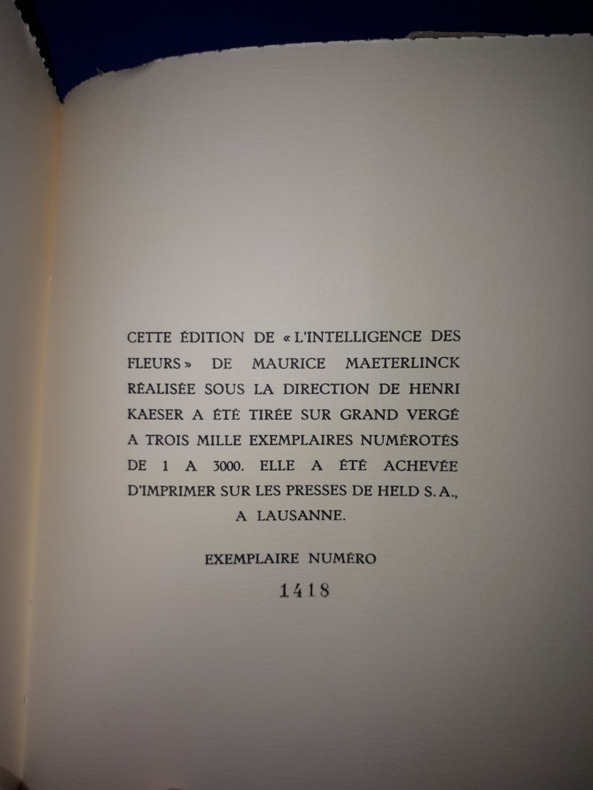 CETTE ÉDITION DE « L'INTELLIGENCE DES
FLEURS » DE MAURICE MAETERLINCK
RÉALISÉE SOUS LA DIRECTION DE HENRI
KAESER A ÉTÉ TIRÉE SUR GRAND VERGÉ
A TROIS MILLE EXEMPLAIRES NUMÉROTÉS
DE 1 A 3000. ELLE A ÉTÉ ACHEVÉE
D'IMPRIMER SUR LES PRESSES DE HELD S.A.,
A LAUSANNE.
EXEMPLAIRE NUMÉRO
1418